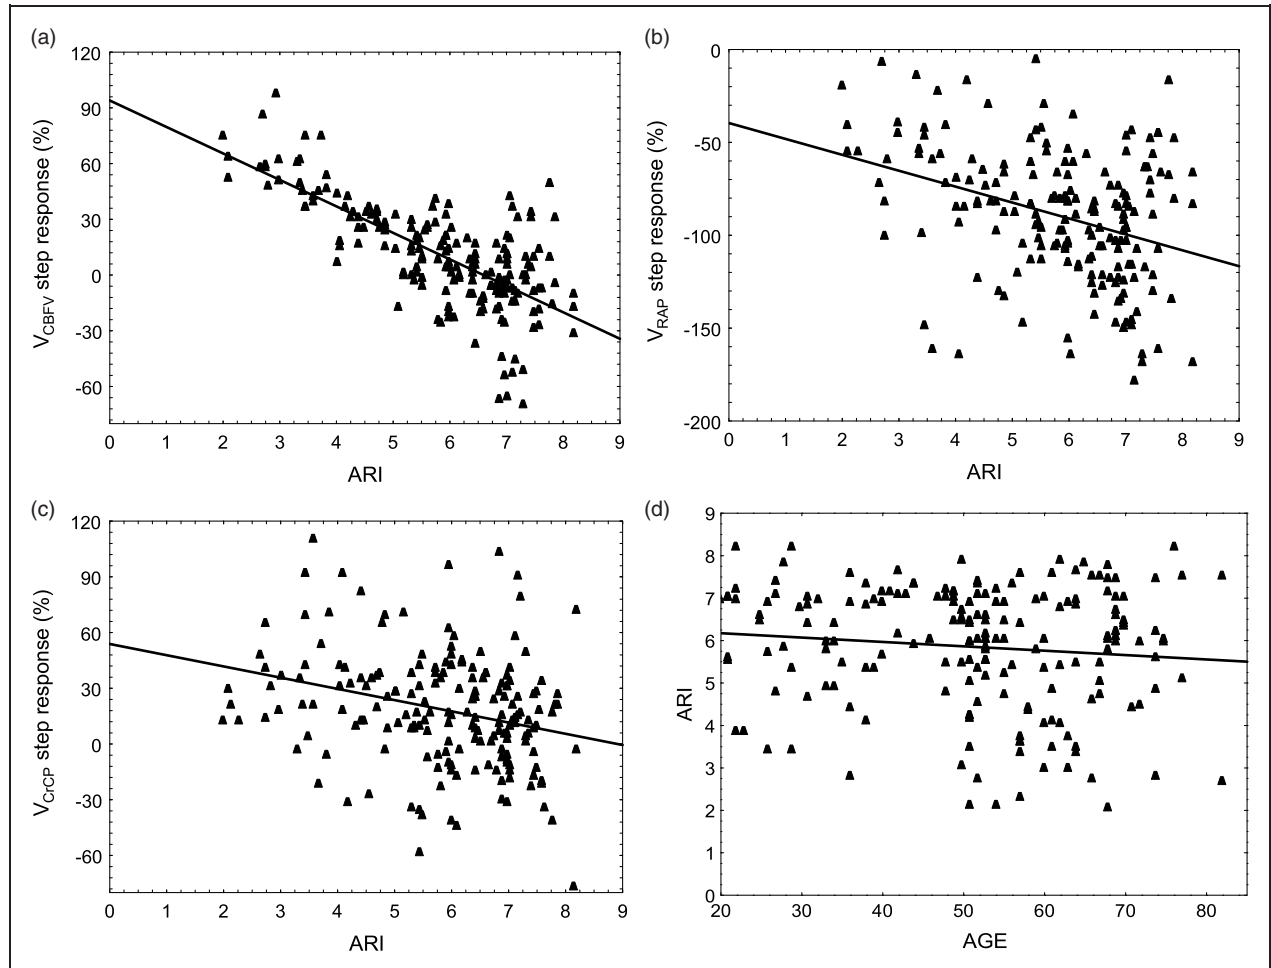 (a)
120
90
60
30
0
-30
-60
V_CBFV step response (%)
0 1 2 3 4 5 6 7 8 9
ARI
(b)
0
-50
-100
-150
-200
V_RAP step response (%)
0 1 2 3 4 5 6 7 8 9
ARI
(c)
120
90
60
30
0
-30
-60
V_CrCP step response (%)
0 1 2 3 4 5 6 7 8 9
ARI
(d)
9
8
7
6
5
4
3
2
1
0
ARI
20 30 40 50 60 70 80
AGE